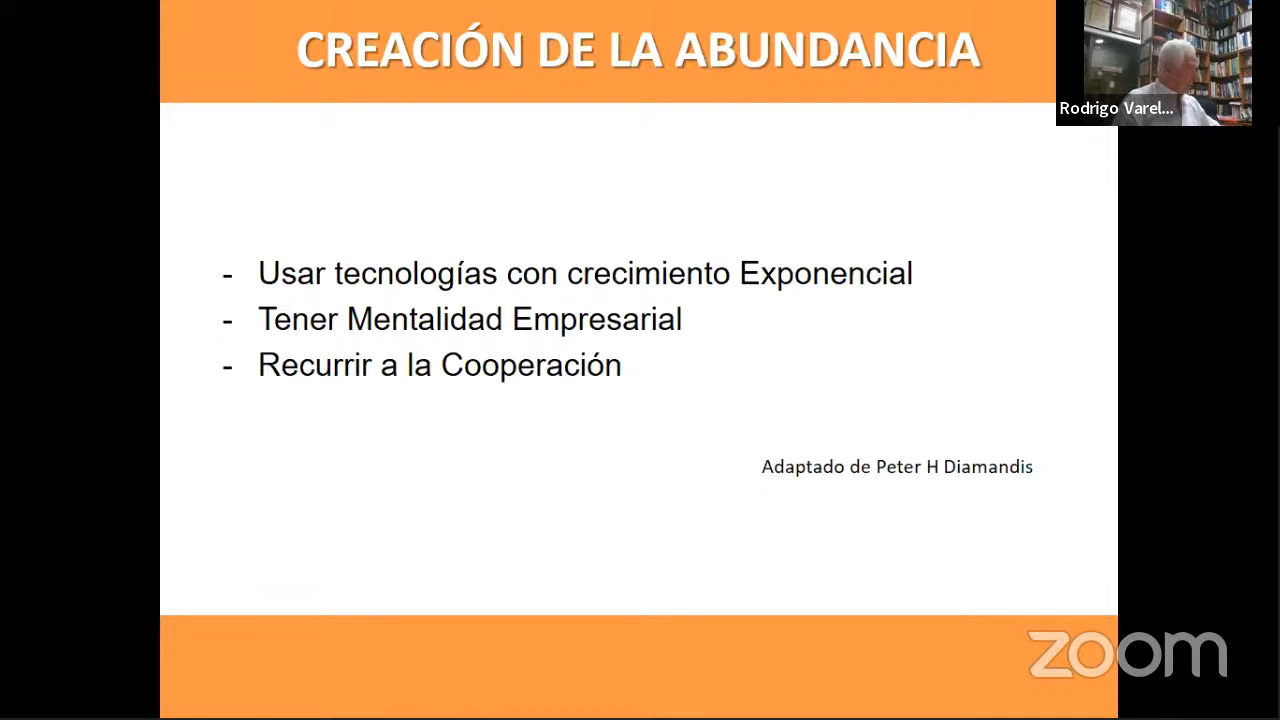 CREACIÓN DE LA ABUNDANCIA
Rodrigo Varel...
- Usar tecnologías con crecimiento Exponencial
- Tener Mentalidad Empresarial
- Recurrir a la Cooperación
Adaptado de Peter H Diamandis
zoom